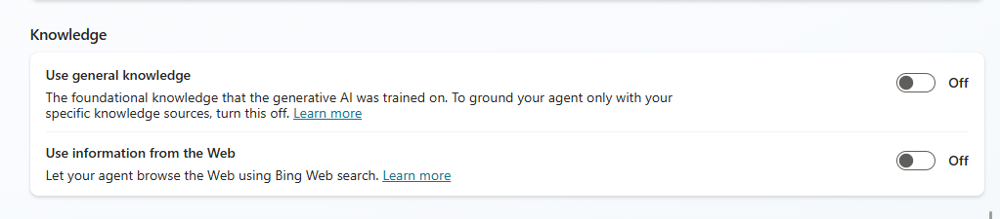 Knowledge
Use general knowledge
Off
The foundational knowledge that the generative AI was trained on. To ground your agent only with your
specific knowledge sources, turn this off. Learn more
Use information from the Web
Off
Let your agent browse the Web using Bing Web search. Learn more